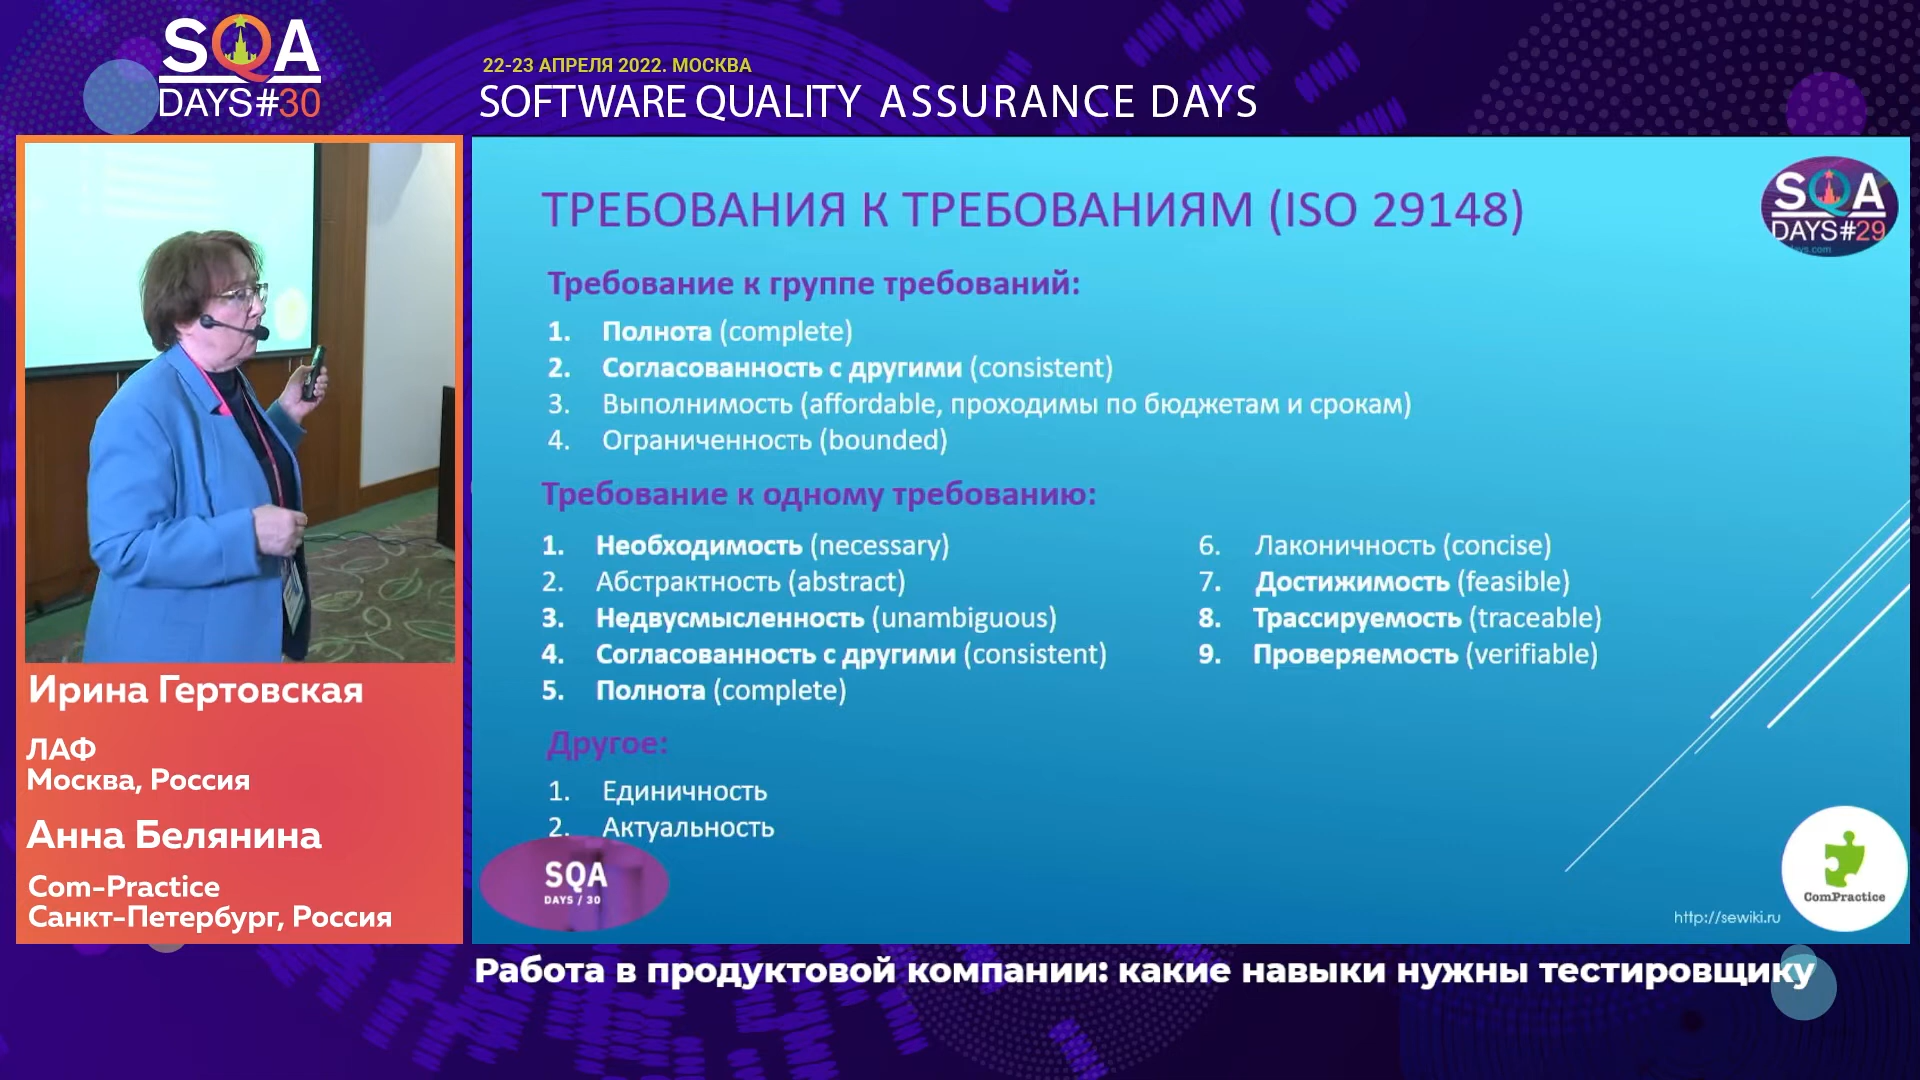 SQA
DAYS#30
22-23 АПРЕЛЯ 2022. МОСКВА
SOFTWARE QUALITY ASSURANCE DAYS
ТРЕБОВАНИЯ К ТРЕБОВАНИЯМ (ISO 29148)
SQA
DAYS#29
Требование к группе требований:
1. Полнота (complete)
2. Согласованность с другими (consistent)
3. Выполнимость (affordable, проходимы по бюджетам и срокам)
4. Ограниченность (bounded)
Требование к одному требованию:
1. Необходимость (necessary)
2. Абстрактность (abstract)
3. Недвусмысленность (unambiguous)
4. Согласованность с другими (consistent)
5. Полнота (complete)
6. Лаконичность (concise)
7. Достижимость (feasible)
8. Трассируемость (traceable)
9. Проверяемость (verifiable)
Другое:
1. Единичность
2. Актуальность
SQA
DAYS / 30
ComPractice
http://sewiki.ru
Ирина Гертовская
ЛАФ
Москва, Россия
Анна Белянина
Com-Practice
Санкт-Петербург, Россия
Работа в продуктовой компании: какие навыки нужны тестировщику